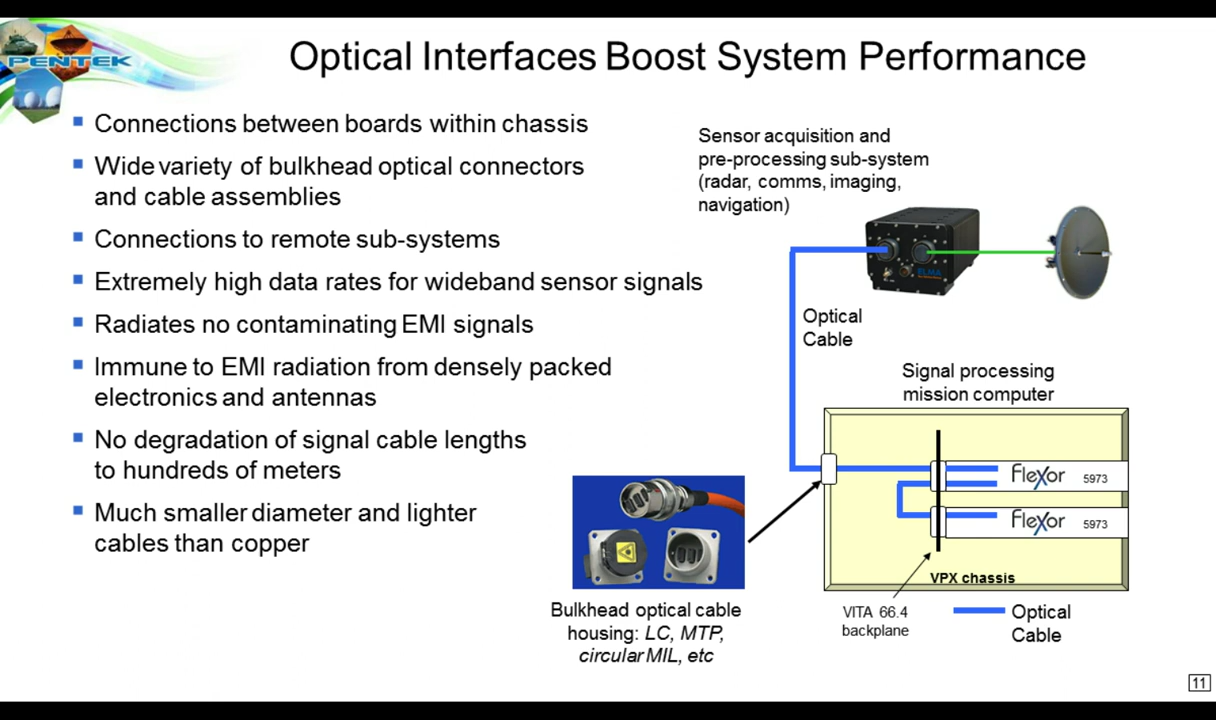 PENTEK
Optical Interfaces Boost System Performance
Connections between boards within chassis
Wide variety of bulkhead optical connectors
and cable assemblies
Connections to remote sub-systems
Extremely high data rates for wideband sensor signals
Radiates no contaminating EMI signals
Immune to EMI radiation from densely packed
electronics and antennas
No degradation of signal cable lengths
to hundreds of meters
Much smaller diameter and lighter
cables than copper
Sensor acquisition and
pre-processing sub-system
(radar, comms, imaging,
navigation)
ELMA
Optical
Cable
Signal processing
mission computer
Flexor 5973
Flexor 5973
VPX chassis
VITA 66.4
backplane
Optical
Cable
Bulkhead optical cable
housing: LC, MTP,
circular MIL, etc
11